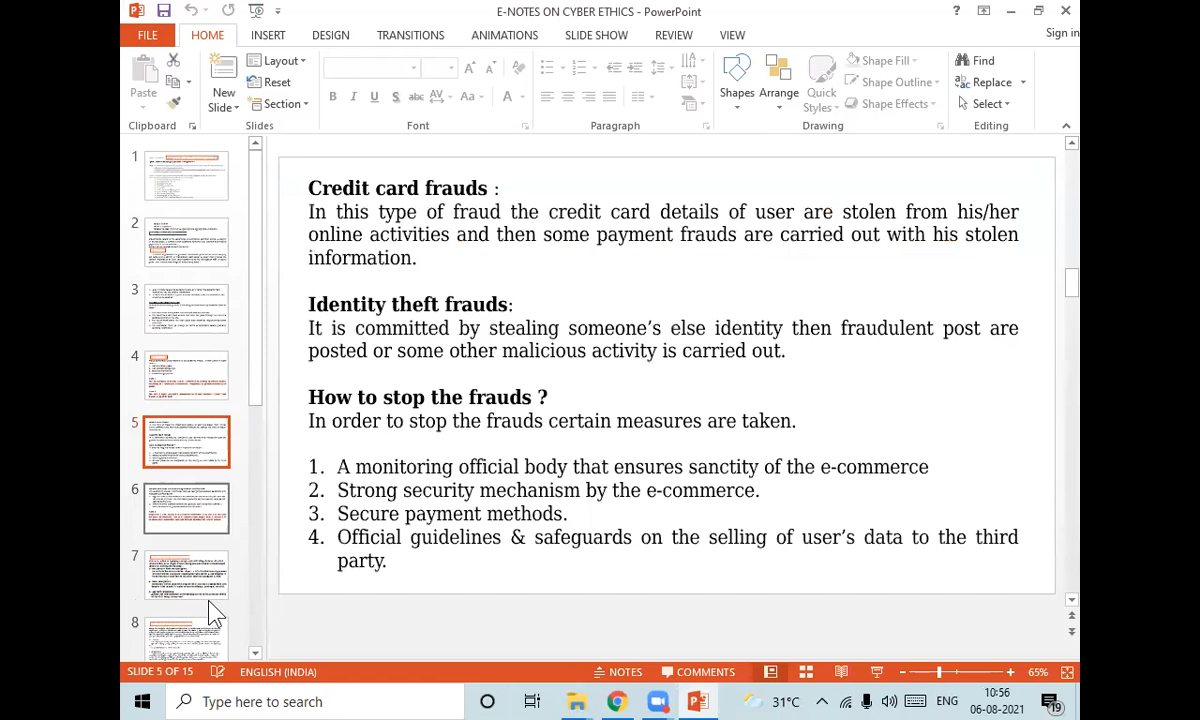 E-NOTES ON CYBER ETHICS - PowerPoint
?
FILE HOME INSERT DESIGN TRANSITIONS ANIMATIONS SLIDE SHOW REVIEW VIEW Sign in
Paste
New Slide
Layout
Reset
Section
B I U S abc AV Aa A
Shapes
Arrange
Quick Styles
Shape Fill
Shape Outline
Shape Effects
Find
Replace
Select
Clipboard Slides Font Paragraph Drawing Editing
1
2
3
4
5
6
7
8
Credit card frauds :
In this type of fraud the credit card details of user are stolen from his/her
online activities and then some payment frauds are carried out with his stolen
information.
Identity theft frauds:
It is committed by stealing someone's else identity then fraudulent post are
posted or some other malicious activity is carried out.
How to stop the frauds ?
In order to stop the frauds certain measures are taken.
1. A monitoring official body that ensures sanctity of the e-commerce
2. Strong security mechanism by the e-commerce.
3. Secure payment methods.
4. Official guidelines & safeguards on the selling of user's data to the third
party.
SLIDE 5 OF 15 ENGLISH (INDIA) NOTES COMMENTS 65%
Type here to search
31°C
ENG
10:56
06-08-2021
19